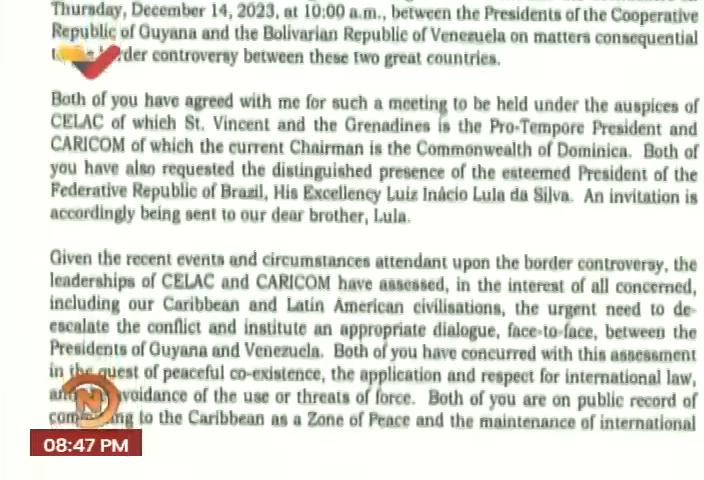 Thursday, December 14, 2023, at 10:00 a.m., between the Presidents of the Cooperative
Republic of Guyana and the Bolivarian Republic of Venezuela on matters consequential
der controversy between these two great countries.
Both of you have agreed with me for such a meeting to be held under the auspices of
CELAC of which St. Vincent and the Grenadines is the Pro-Tempore President and
CARICOM of which the current Chairman is the Commonwealth of Dominica. Both of
you have also requested the distinguished presence of the esteemed President of the
Federative Republic of Brazil, His Excellency Luiz Inácio Lula da Silva. An invitation is
accordingly being sent to our dear brother, Lula.
Given the recent events and circumstances attendant upon the border controversy, the
leaderships of CELAC and CARICOM have assessed, in the interest of all concerned,
including our Caribbean and Latin American civilisations, the urgent need to de-
escalate the conflict and institute an appropriate dialogue, face-to-face, between the
Presidents of Guyana and Venezuela. Both of you have concurred with this assessment
in the quest of peaceful co-existence, the application and respect for international law,
voidance of the use or threats of force. Both of you are on public record of
to the Caribbean as a Zone of Peace and the maintenance of international
N
08:47 PM